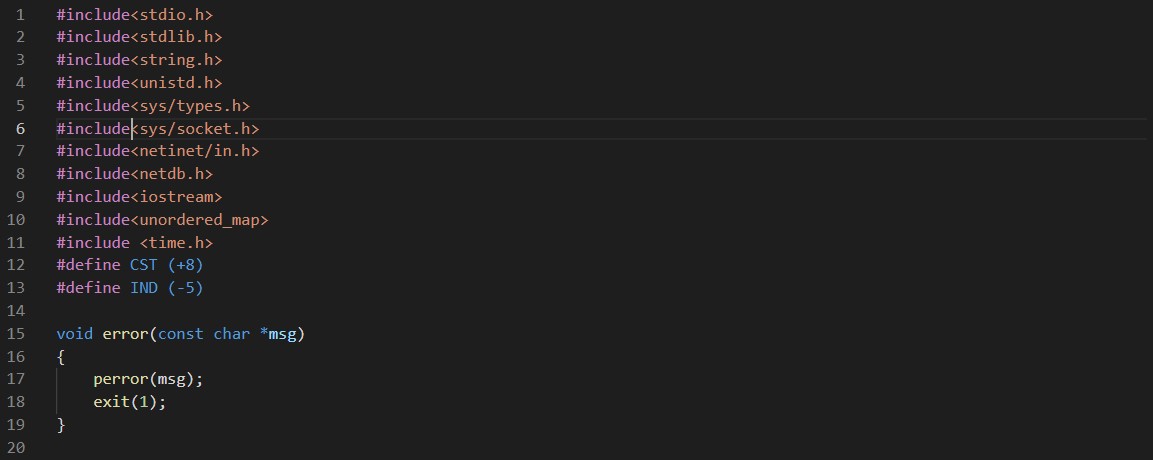 1 #include<stdio.h>
2 #include<stdlib.h>
3 #include<string.h>
4 #include<unistd.h>
5 #include<sys/types.h>
6 #include<sys/socket.h>
7 #include<netinet/in.h>
8 #include<netdb.h>
9 #include<iostream>
10 #include<unordered_map>
11 #include <time.h>
12 #define CST (+8)
13 #define IND (-5)
14
15 void error(const char *msg)
16 {
17     perror(msg);
18     exit(1);
19 }
20